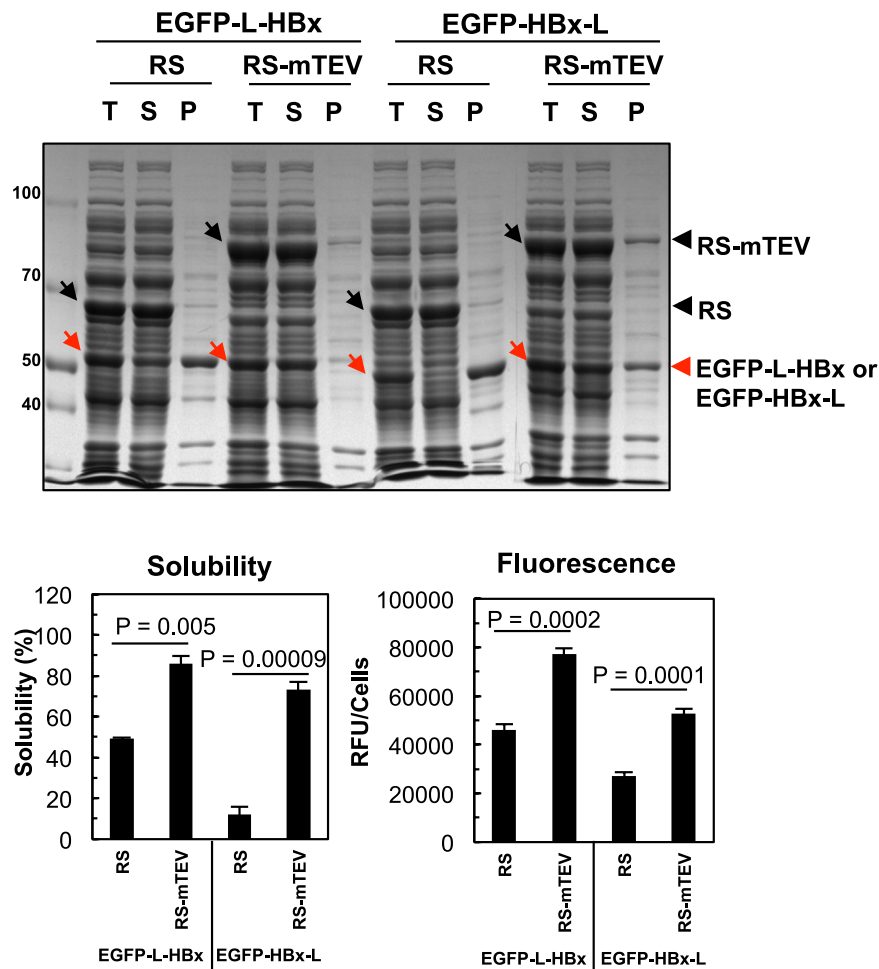 EGFP-L-HBx EGFP-HBx-L
RS RS-mTEV RS RS-mTEV
T S P T S P T S P T S P
100
70
50
40
RS-mTEV
RS
EGFP-L-HBx or
EGFP-HBx-L
Solubility
Solubility (%)
120
100
80
60
40
20
0
P = 0.005
P = 0.00009
RS RS-mTEV RS RS-mTEV
EGFP-L-HBx EGFP-HBx-L
Fluorescence
RFU/Cells
100000
80000
60000
40000
20000
0
P = 0.0002
P = 0.0001
RS RS-mTEV RS RS-mTEV
EGFP-L-HBx EGFP-HBx-L